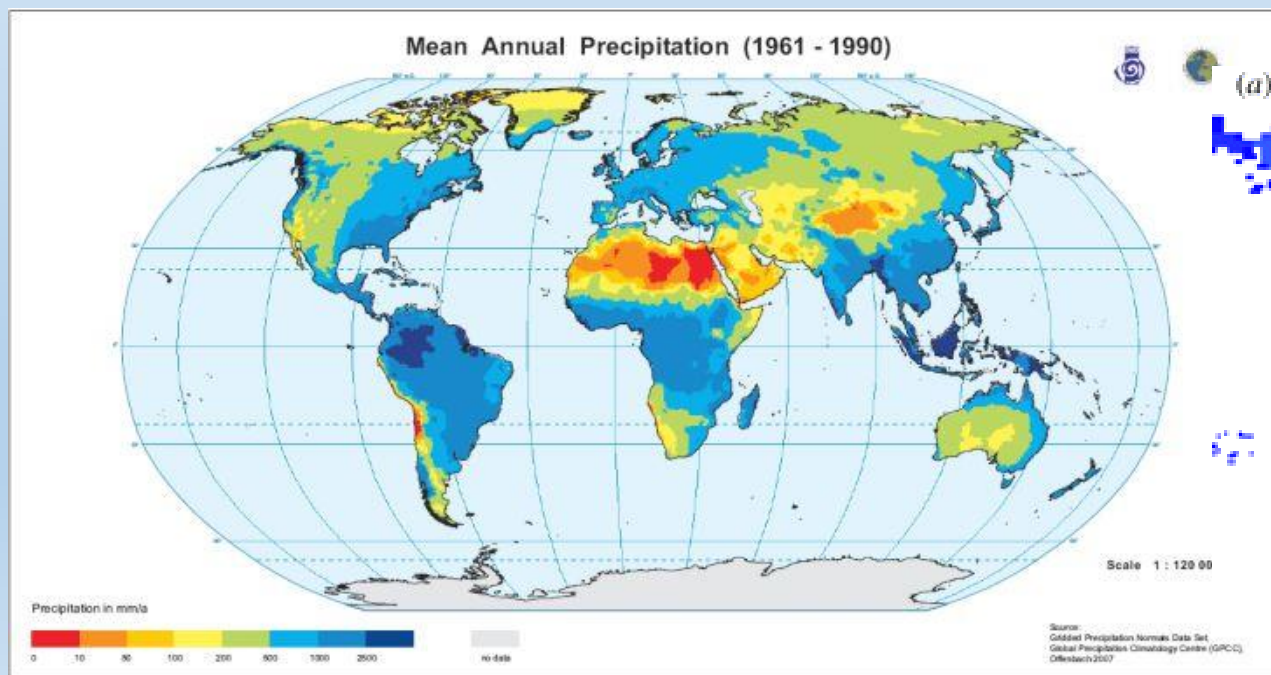 Mean Annual Precipitation (1961 - 1990)
(a)
Scale 1 : 120 00
Precipitation in mm/a
0 10 50 100 200 500 1000 2500
no data
Source:
Gridded Precipitation Normals Data Set,
Global Precipitation Climatology Centre (GPCC),
Offenbach 2007